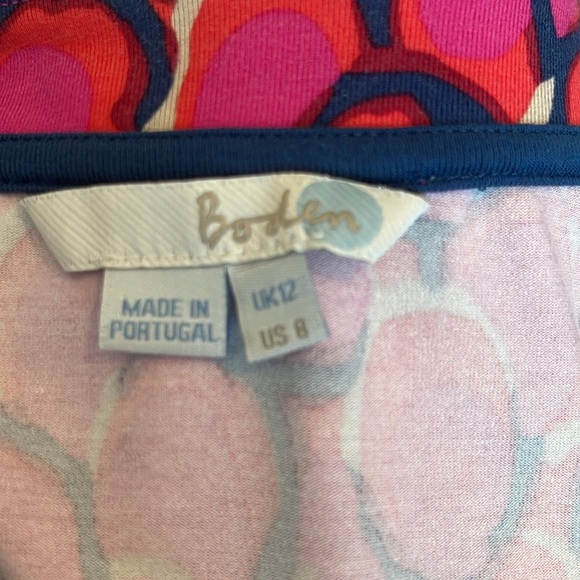 Boden
MADE IN
PORTUGAL
UK12
US 8